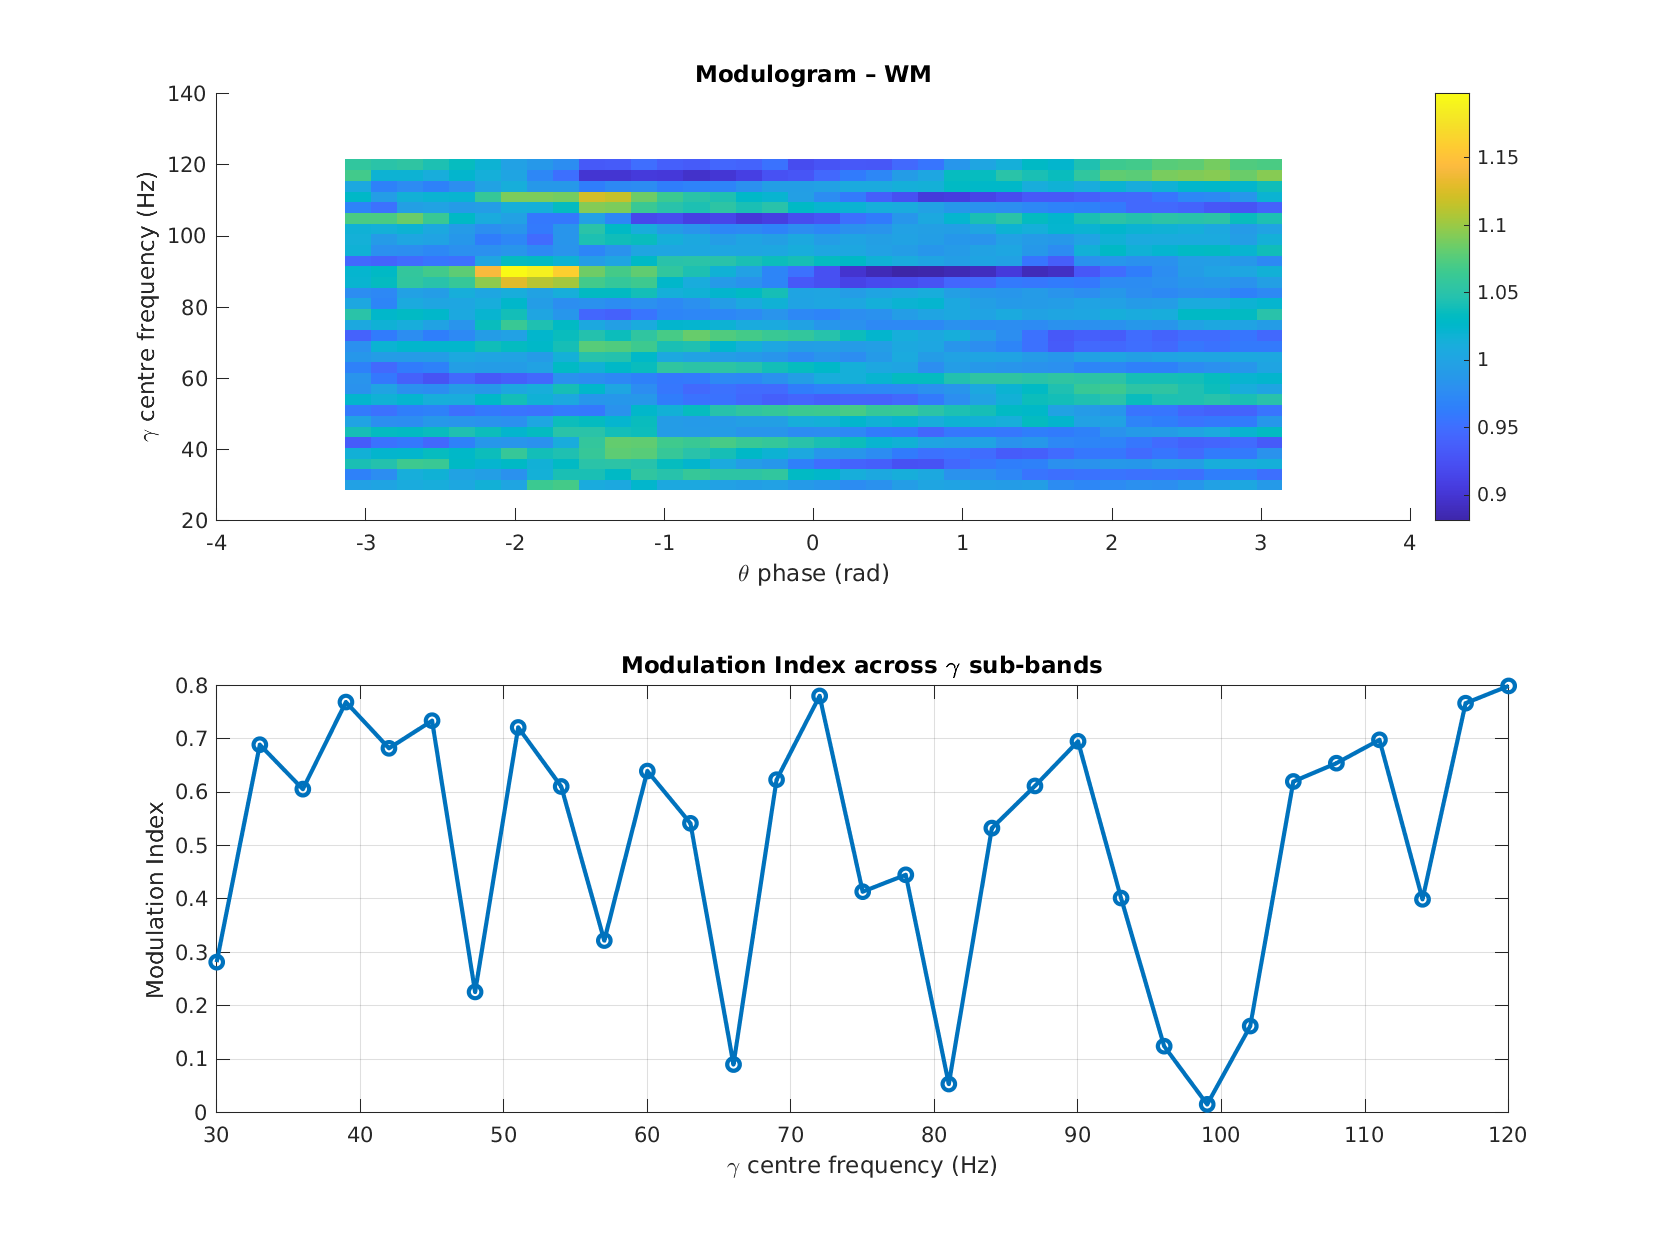 Modulogram – WM
140
120
100
80
60
40
20
γ centre frequency (Hz)
-4 -3 -2 -1 0 1 2 3 4
θ phase (rad)
1.15
1.1
1.05
1
0.95
0.9
Modulation Index across γ sub-bands
0.8
0.7
0.6
0.5
0.4
0.3
0.2
0.1
0
Modulation Index
30 40 50 60 70 80 90 100 110 120
γ centre frequency (Hz)